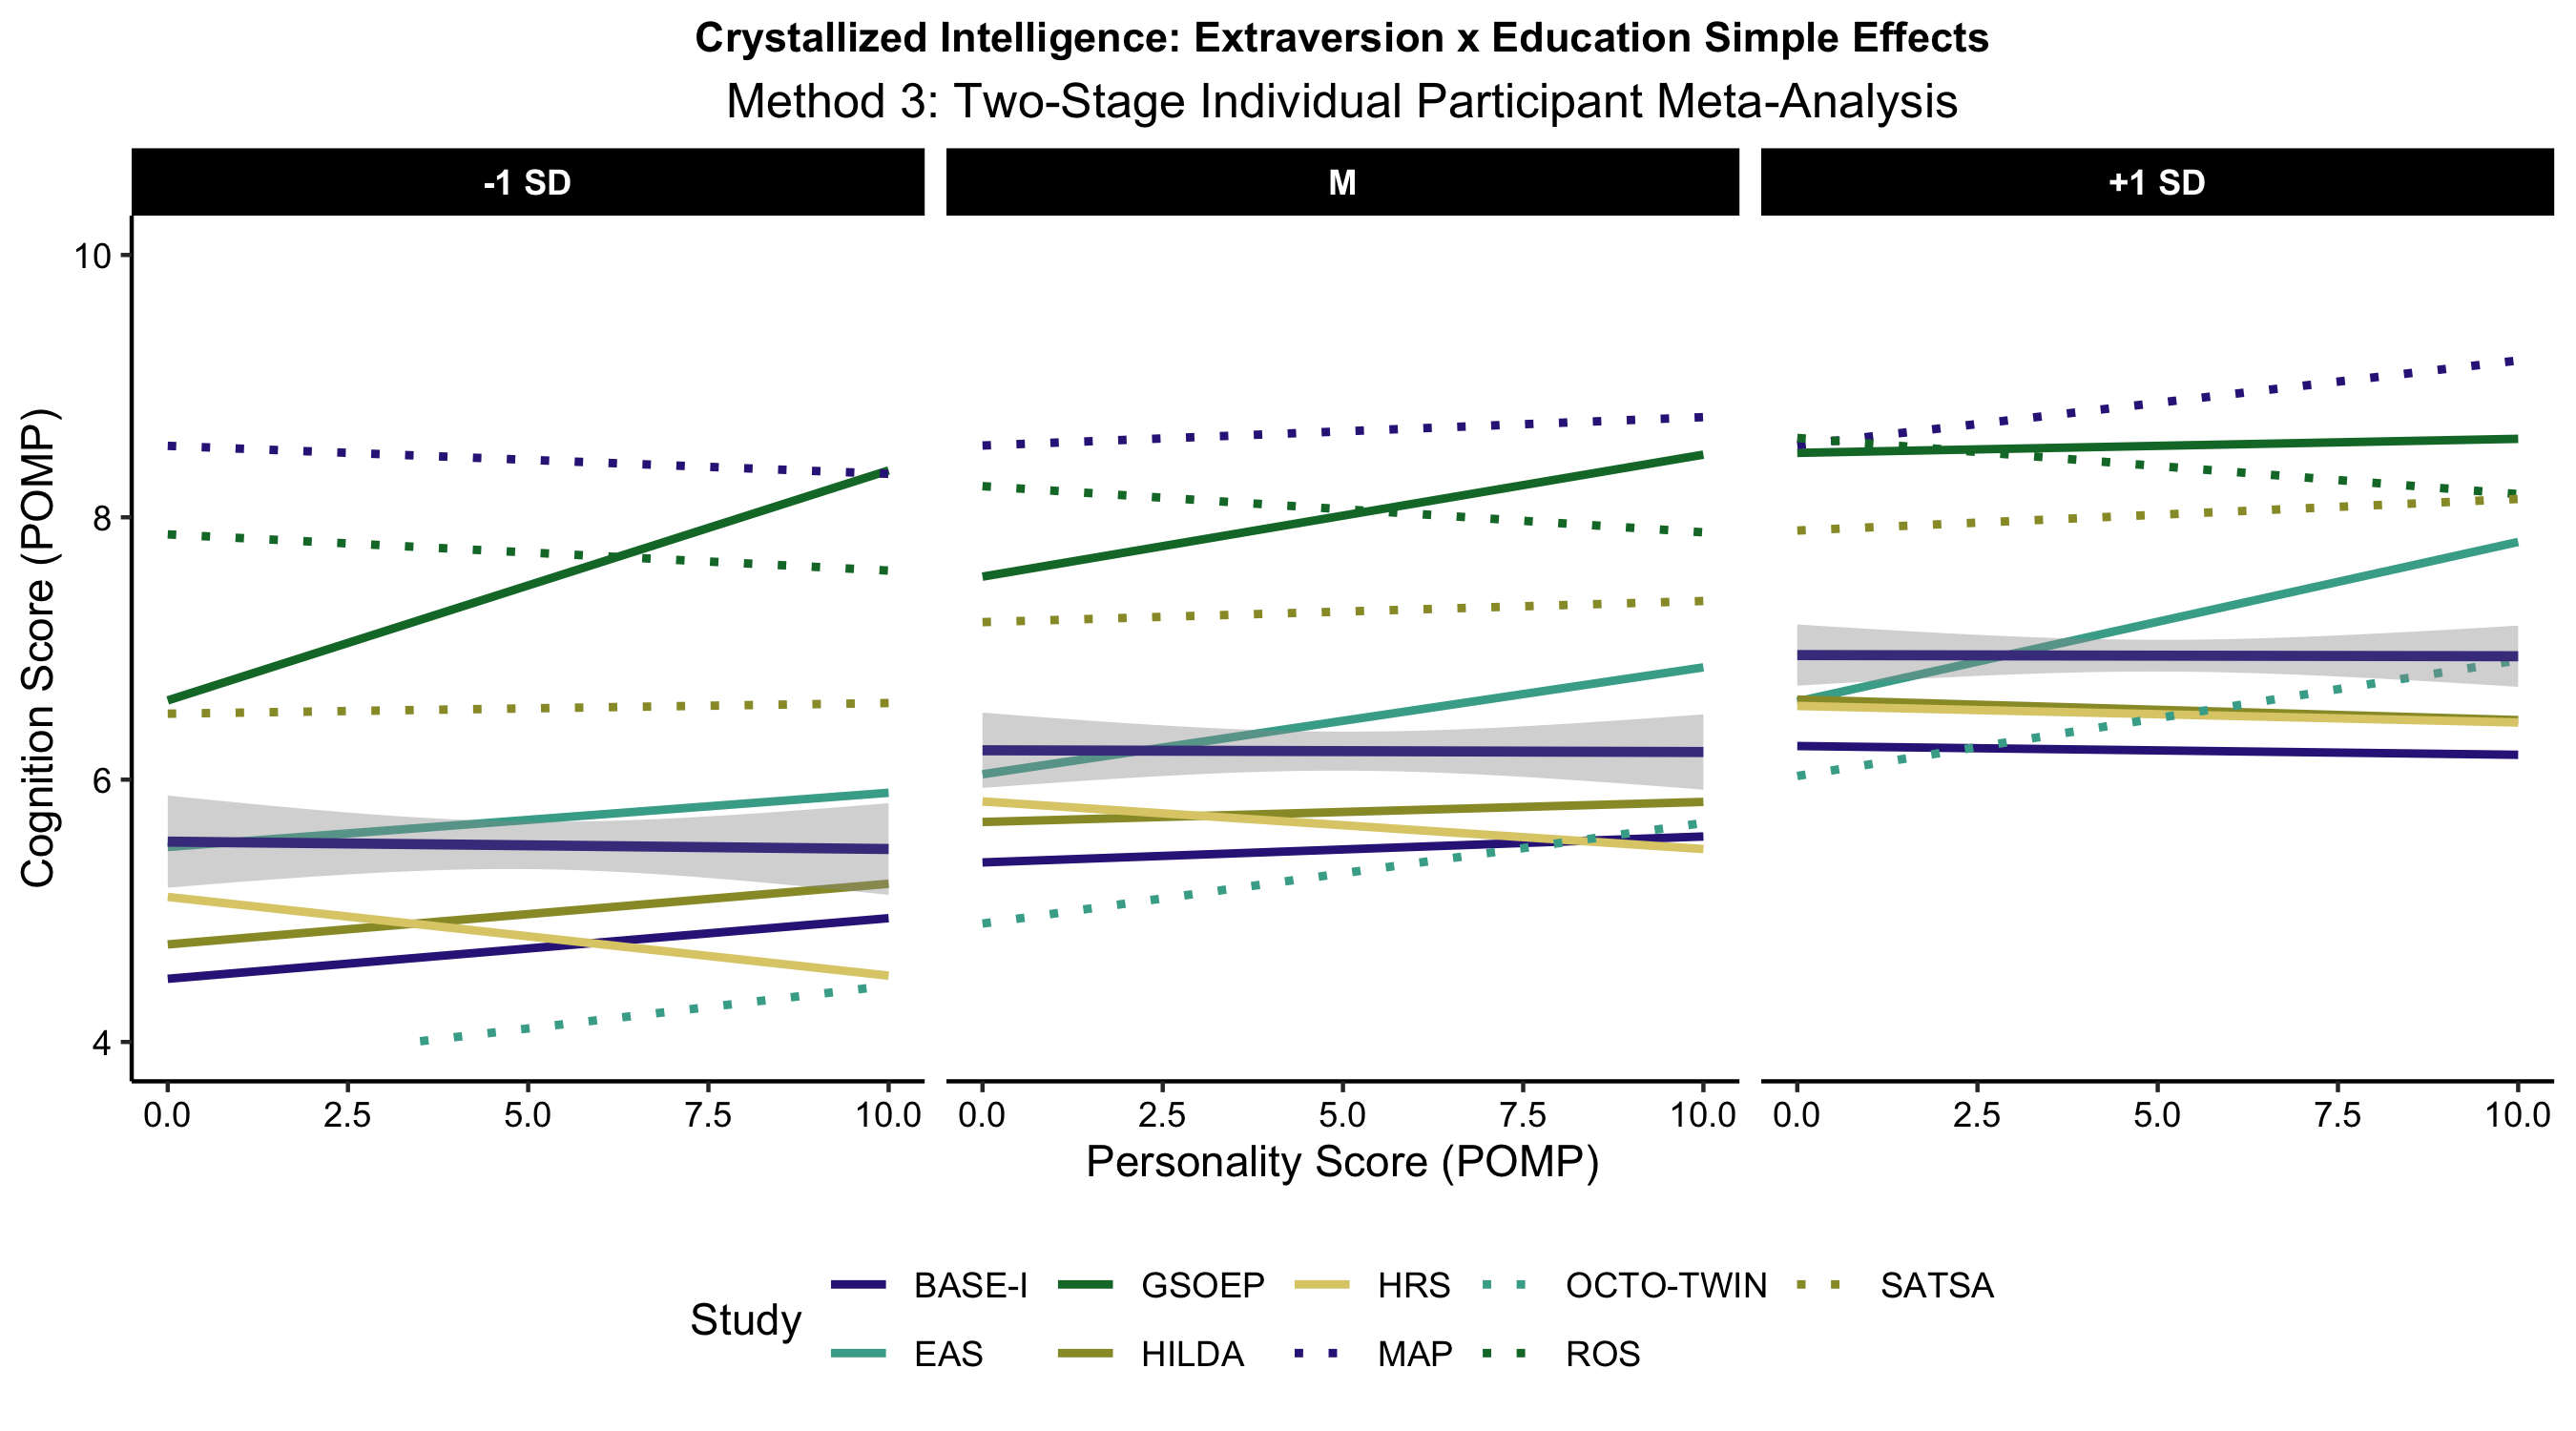 Crystallized Intelligence: Extraversion x Education Simple Effects
Method 3: Two-Stage Individual Participant Meta-Analysis
-1 SD M +1 SD
Cognition Score (POMP)
10
8
6
4
0.0 2.5 5.0 7.5 10.0 0.0 2.5 5.0 7.5 10.0 0.0 2.5 5.0 7.5 10.0
Personality Score (POMP)
Study
BASE-I GSOEP HRS OCTO-TWIN SATSA
EAS HILDA MAP ROS